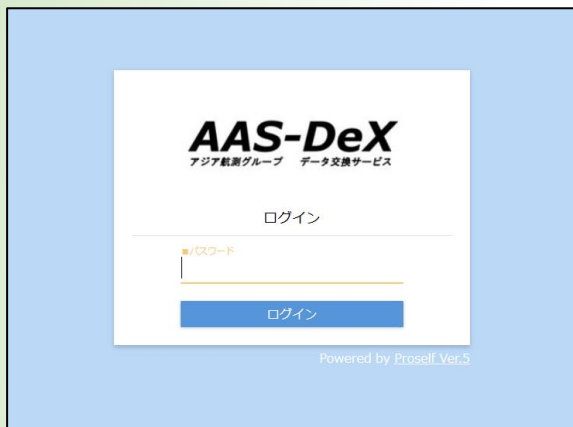 AAS-DeX
アジア航測グループ データ交換サービス
ログイン
■パスワード
ログイン
Powered by Proself Ver.5